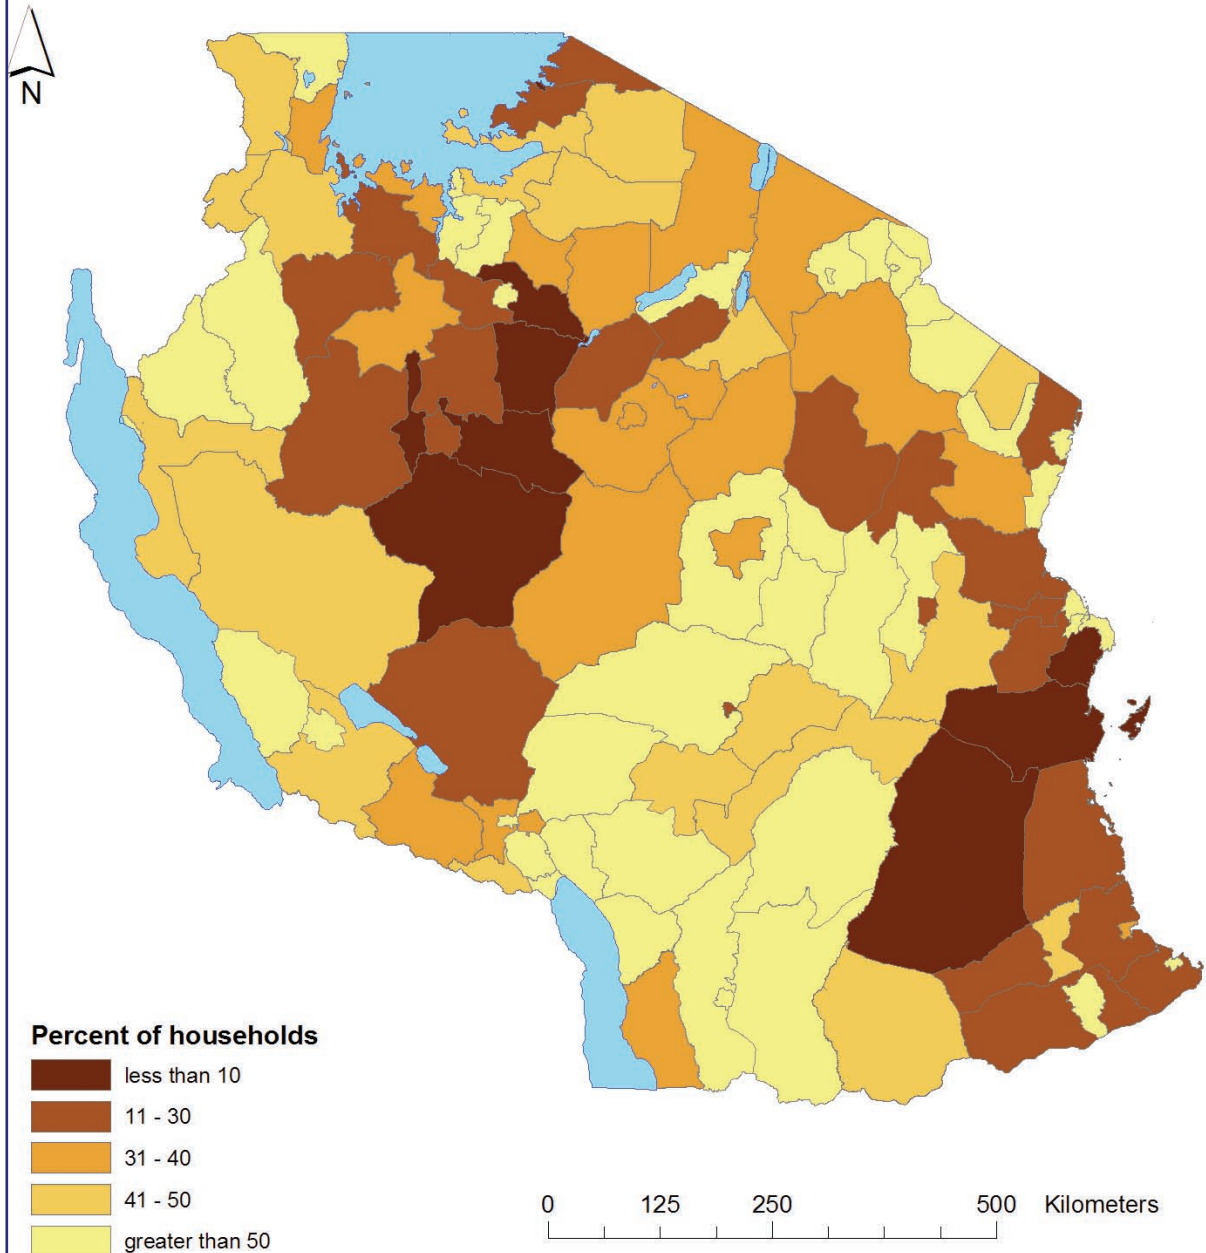 N
Percent of households
less than 10
11 - 30
31 - 40
41 - 50
greater than 50
0 125 250 500 Kilometers